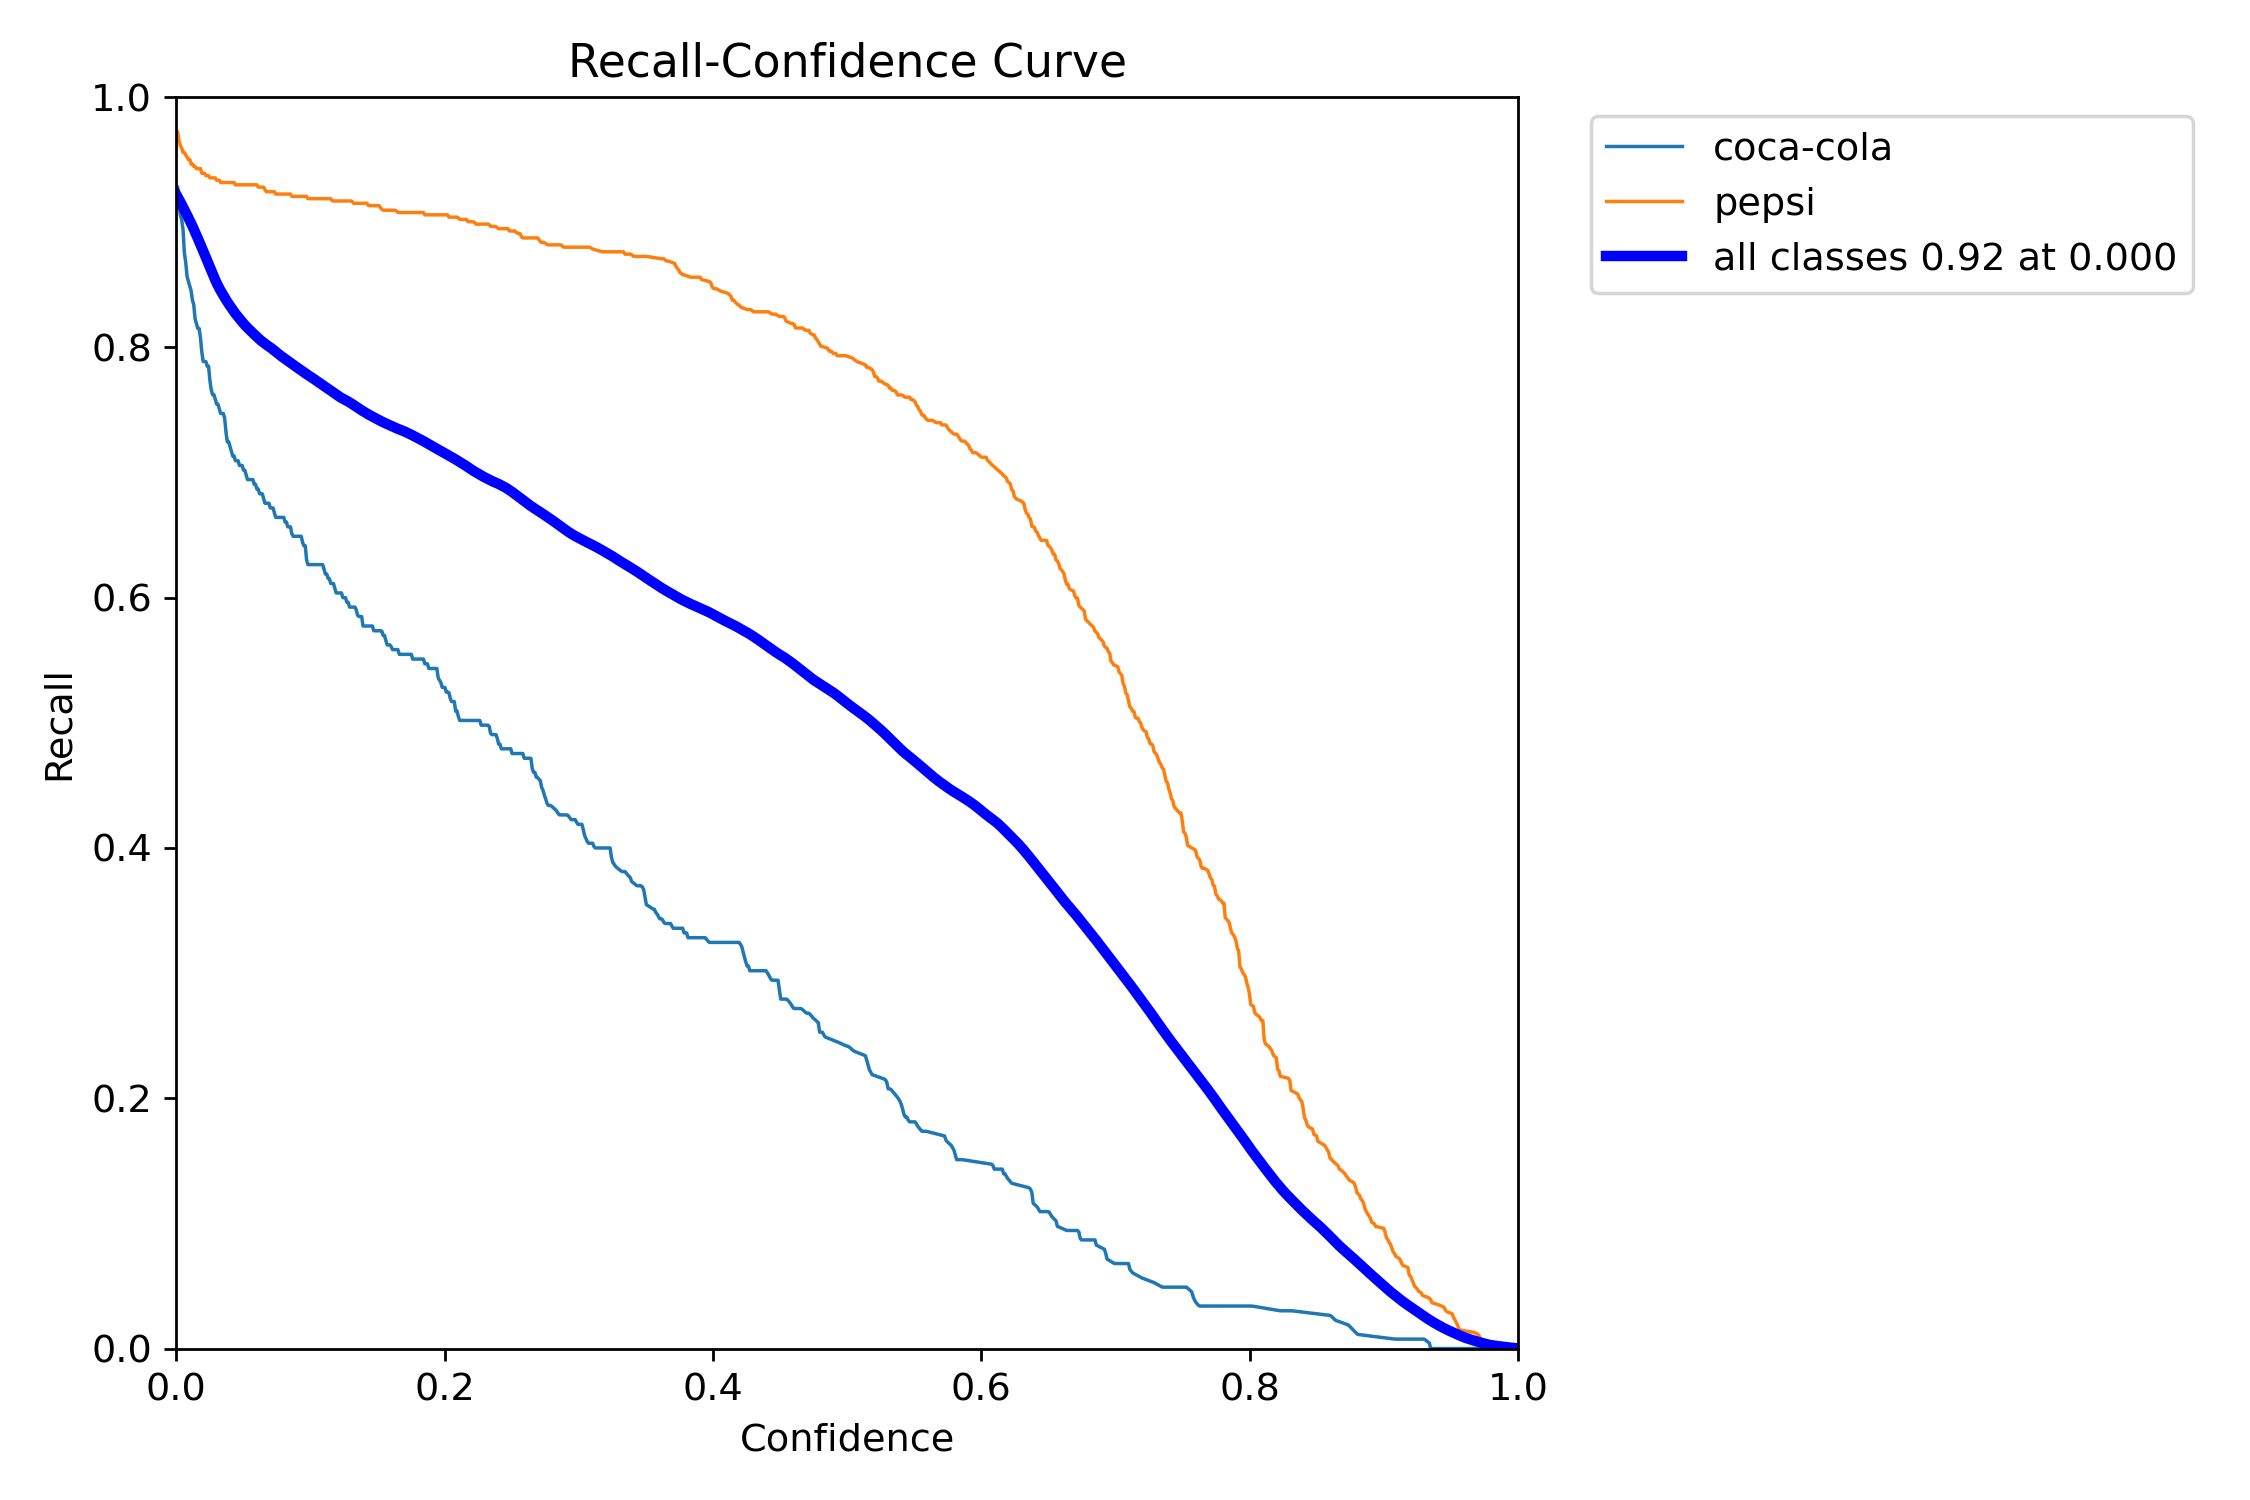 Recall-Confidence Curve
1.0
0.8
0.6
0.4
0.2
0.0
Recall
0.0 0.2 0.4 0.6 0.8 1.0
Confidence
coca-cola
pepsi
all classes 0.92 at 0.000